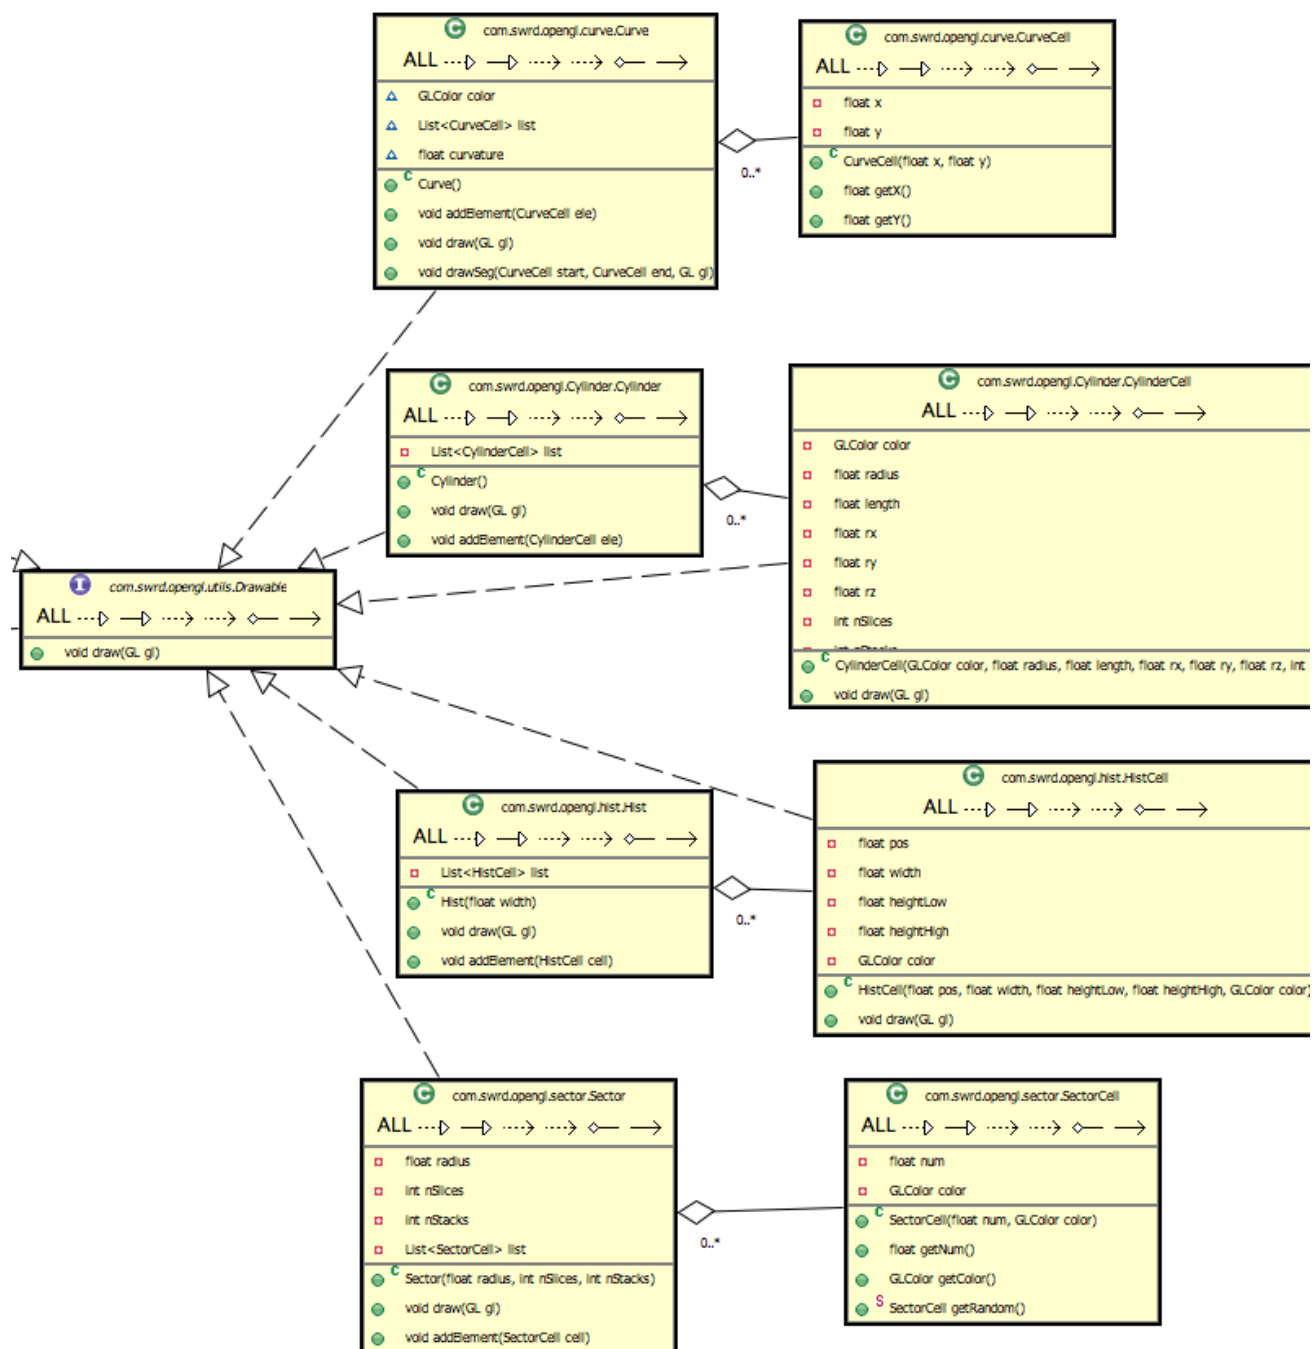 com.swrd.opengl.curve.Curve
ALL
GLColor color
List<CurveCell> list
float curvature
C Curve()
void addElement(CurveCell ele)
void draw(GL gl)
void drawSeg(CurveCell start, CurveCell end, GL gl)
com.swrd.opengl.curve.CurveCell
ALL
float x
float y
C CurveCell(float x, float y)
float getX()
float getY()
0..*
com.swrd.opengl.Cylinder.Cylinder
ALL
List<CylinderCell> list
C Cylinder()
void draw(GL gl)
void addElement(CylinderCell ele)
0..*
com.swrd.opengl.Cylinder.CylinderCell
ALL
GLColor color
float radius
float length
float rx
float ry
float rz
int nSlices
int nStacks
C CylinderCell(GLColor color, float radius, float length, float rx, float ry, float rz, int
void draw(GL gl)
I com.swrd.opengl.utils.Drawable
ALL
void draw(GL gl)
C com.swrd.opengl.hist.Hist
ALL
List<HistCell> list
C Hist(float width)
void draw(GL gl)
void addElement(HistCell cell)
0..*
C com.swrd.opengl.hist.HistCell
ALL
float pos
float width
float heightLow
float heightHigh
GLColor color
C HistCell(float pos, float width, float heightLow, float heightHigh, GLColor color)
void draw(GL gl)
C com.swrd.opengl.sector.Sector
ALL
float radius
int nSlices
int nStacks
List<SectorCell> list
C Sector(float radius, int nSlices, int nStacks)
void draw(GL gl)
void addElement(SectorCell cell)
0..*
C com.swrd.opengl.sector.SectorCell
ALL
float num
GLColor color
C SectorCell(float num, GLColor color)
float getNum()
GLColor getColor()
S SectorCell getRandom()